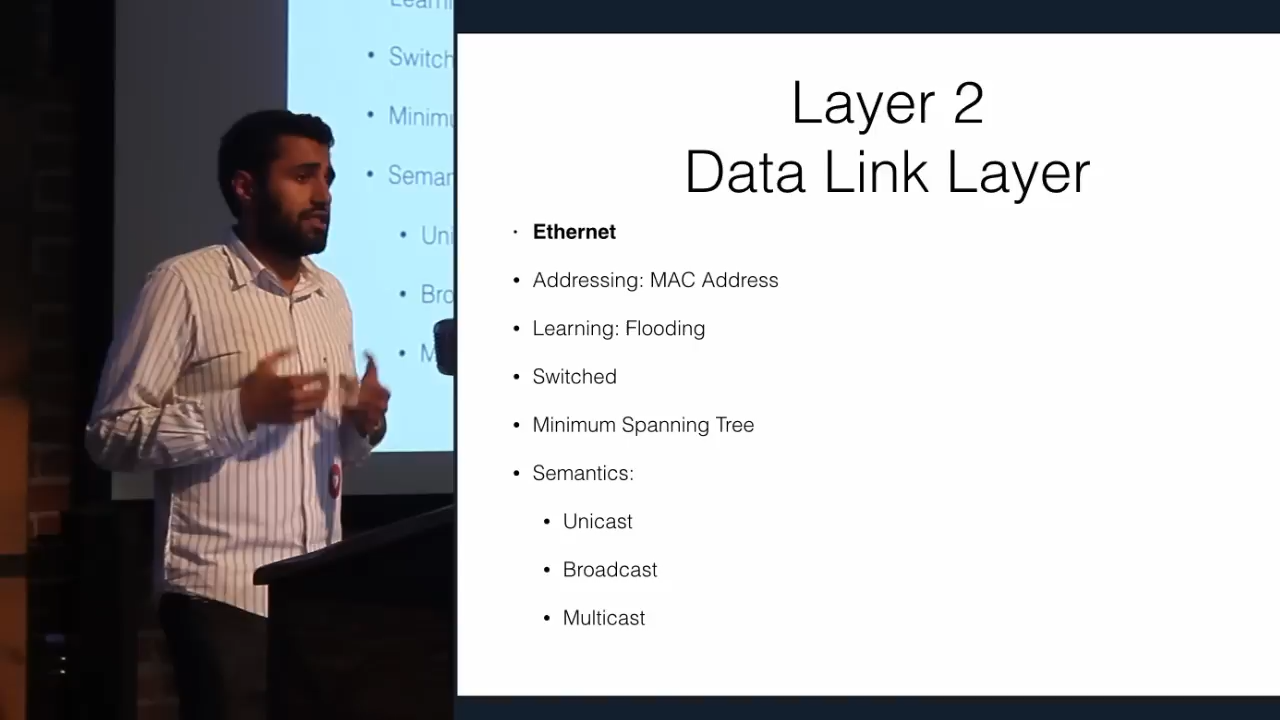 Switch
Minimu
Seman
Uni
Bro
M
Layer 2
Data Link Layer
Ethernet
Addressing: MAC Address
Learning: Flooding
Switched
Minimum Spanning Tree
Semantics:
Unicast
Broadcast
Multicast